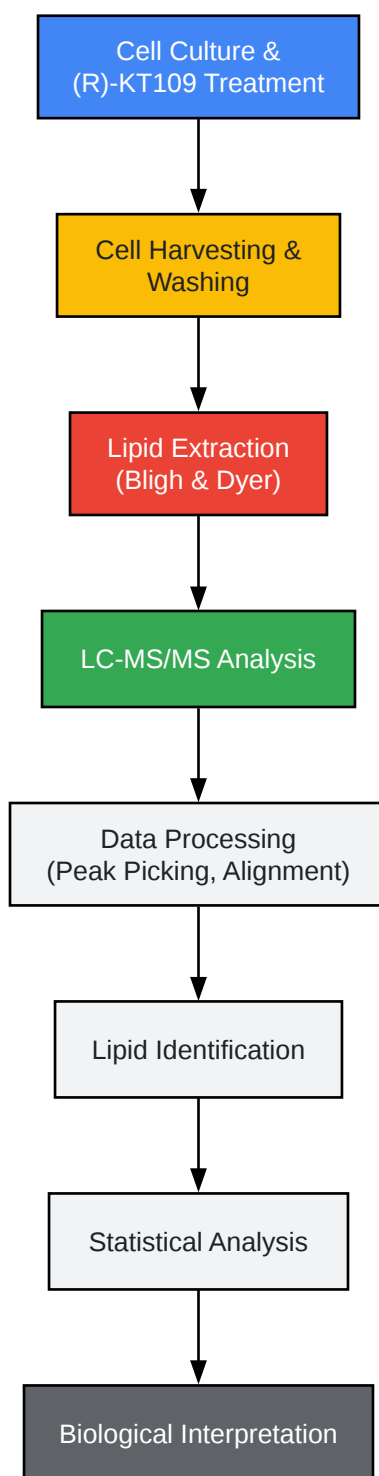 Cell Culture &
(R)-KT109 Treatment
Cell Harvesting &
Washing
Lipid Extraction
(Bligh & Dyer)
LC-MS/MS Analysis
Data Processing
(Peak Picking, Alignment)
Lipid Identification
Statistical Analysis
Biological Interpretation